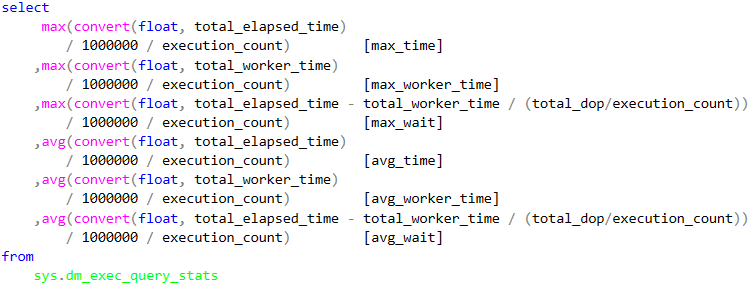 select
     max(convert(float, total_elapsed_time)
        / 1000000 / execution_count)         [max_time]
    ,max(convert(float, total_worker_time)
        / 1000000 / execution_count)         [max_worker_time]
    ,max(convert(float, total_elapsed_time - total_worker_time / (total_dop/execution_count))
        / 1000000 / execution_count)         [max_wait]
    ,avg(convert(float, total_elapsed_time)
        / 1000000 / execution_count)         [avg_time]
    ,avg(convert(float, total_worker_time)
        / 1000000 / execution_count)         [avg_worker_time]
    ,avg(convert(float, total_elapsed_time - total_worker_time / (total_dop/execution_count))
        / 1000000 / execution_count)         [avg_wait]
from
    sys.dm_exec_query_stats